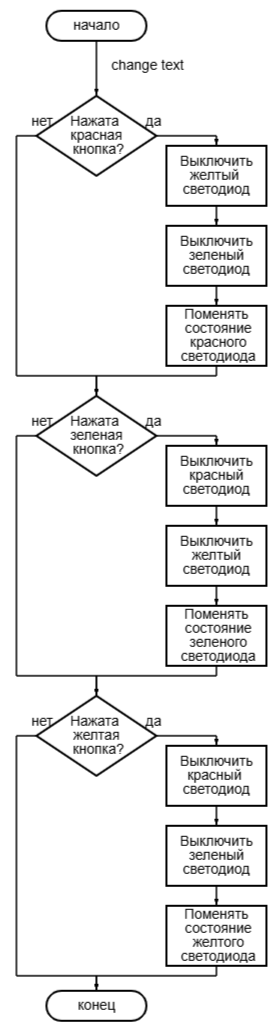 начало
change text
нет
да
Нажата
красная
кнопка?
Выключить
желтый
светодиод
Выключить
зеленый
светодиод
Поменять
состояние
красного
светодиода
нет
да
Нажата
зеленая
кнопка?
Выключить
красный
светодиод
Выключить
желтый
светодиод
Поменять
состояние
зеленого
светодиода
нет
да
Нажата
желтая
кнопка?
Выключить
красный
светодиод
Выключить
зеленый
светодиод
Поменять
состояние
желтого
светодиода
конец